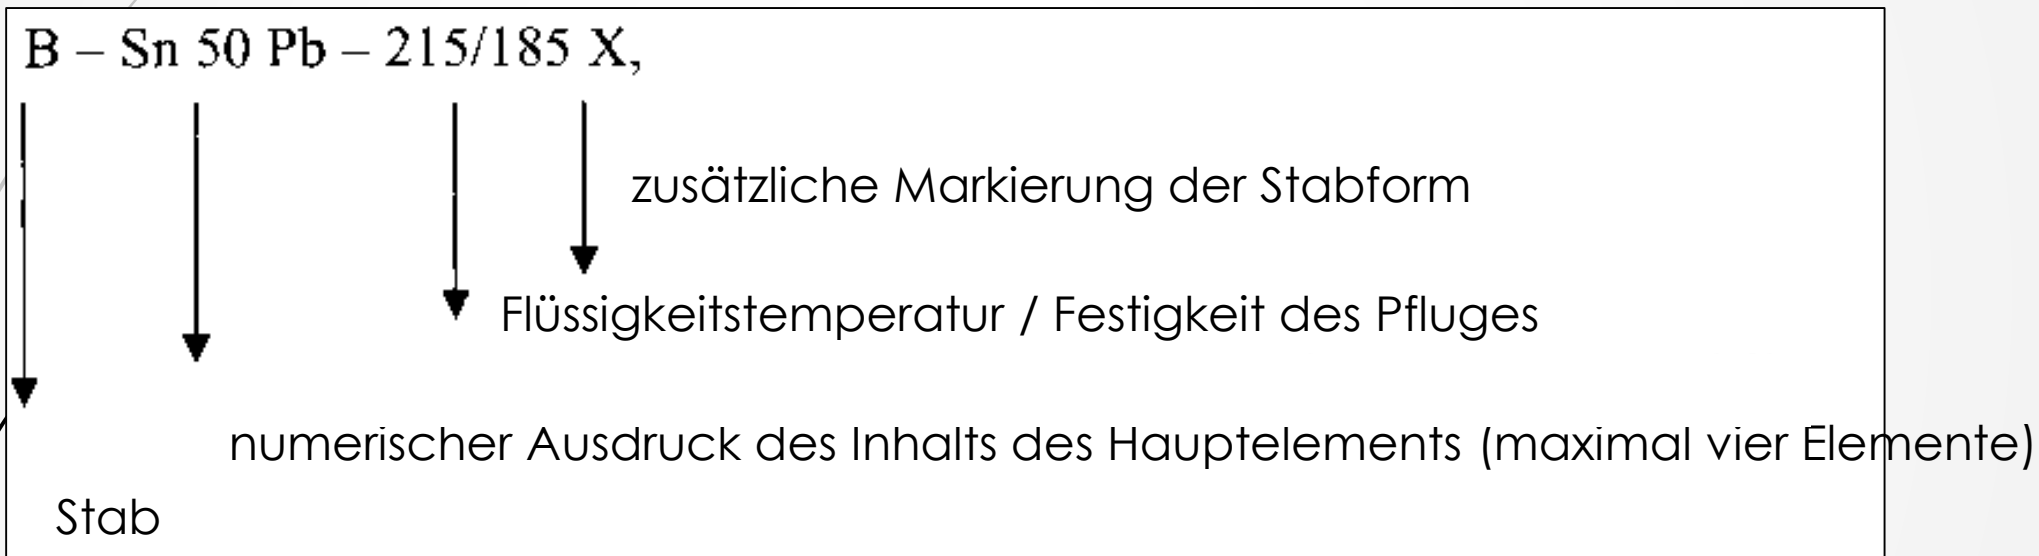 B – Sn 50 Pb – 215/185 X,
zusätzliche Markierung der Stabform
Flüssigkeitstemperatur / Festigkeit des Pfluges
numerischer Ausdruck des Inhalts des Hauptelements (maximal vier Elemente)
Stab